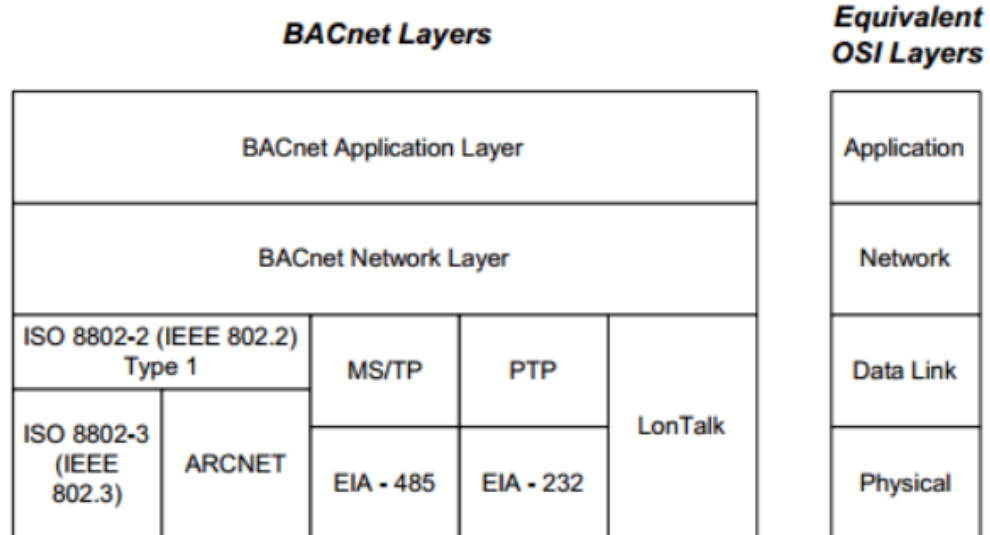 BACnet Layers
Equivalent
OSI Layers
BACnet Application Layer
Application
BACnet Network Layer
Network
ISO 8802-2 (IEEE 802.2)
Type 1
MS/TP
PTP
LonTalk
Data Link
ISO 8802-3
(IEEE
802.3)
ARCNET
EIA - 485
EIA - 232
Physical